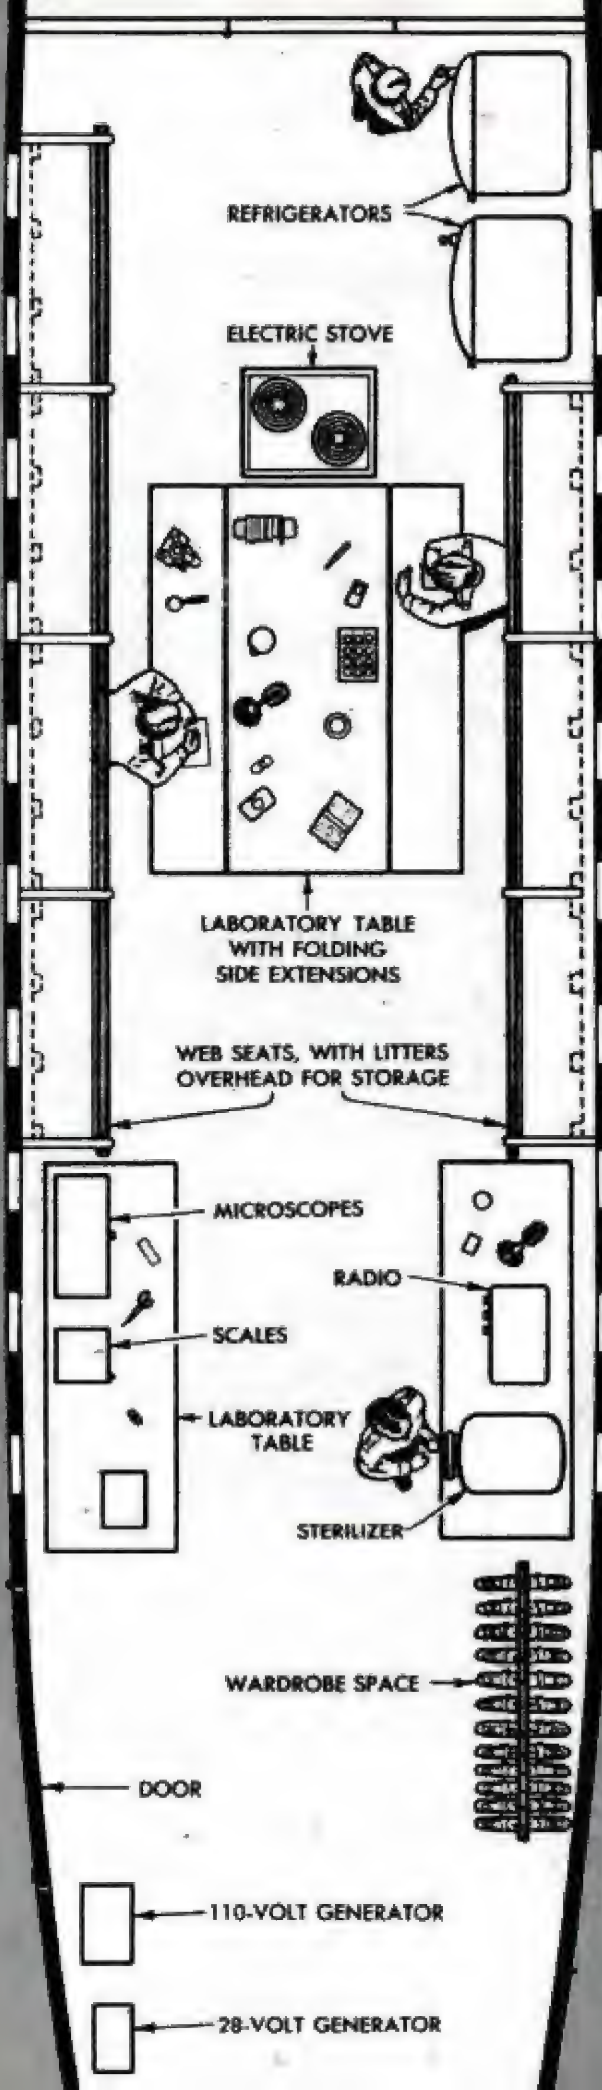 REFRIGERATORS
ELECTRIC STOVE
LABORATORY TABLE
WITH FOLDING
SIDE EXTENSIONS
WEB SEATS, WITH LITTERS
OVERHEAD FOR STORAGE
MICROSCOPES
RADIO
SCALES
LABORATORY
TABLE
STERILIZER
WARDROBE SPACE
DOOR
110-VOLT GENERATOR
28-VOLT GENERATOR